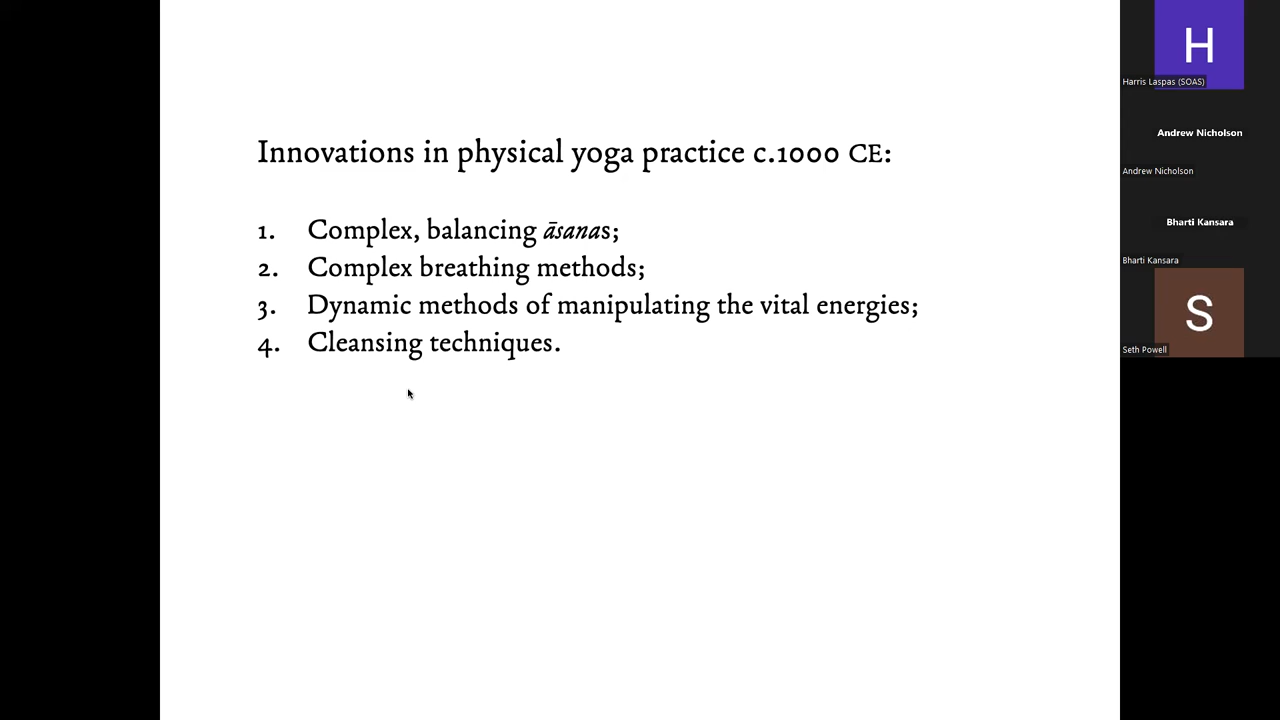 Innovations in physical yoga practice c.1000 CE:
1. Complex, balancing āsanas;
2. Complex breathing methods;
3. Dynamic methods of manipulating the vital energies;
4. Cleansing techniques.
H
Harris Laspas (SOAS)
Andrew Nicholson
Andrew Nicholson
Bharti Kansara
Bharti Kansara
S
Seth Powell